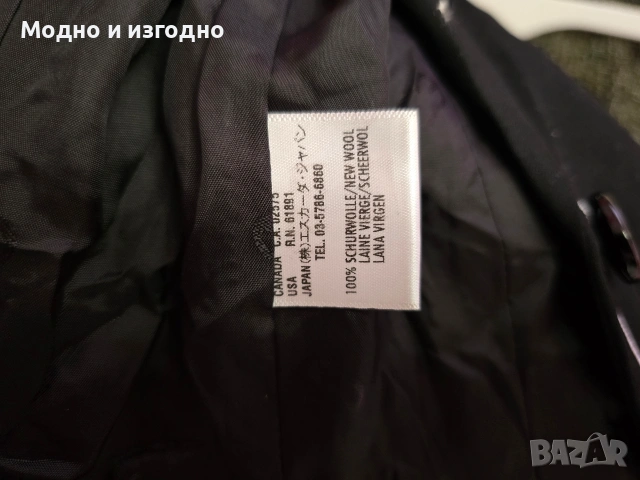 Модно и изгодно
CANADA C.A. 02575
USA R.N. 61891
JAPAN (株)エスカーダ・ジャパン
TEL. 03-5786-6860
100% SCHURWOLLE/NEW WOOL
LAINE VIERGE/SCHEERWOL
LANA VIRGEN
BAZAR